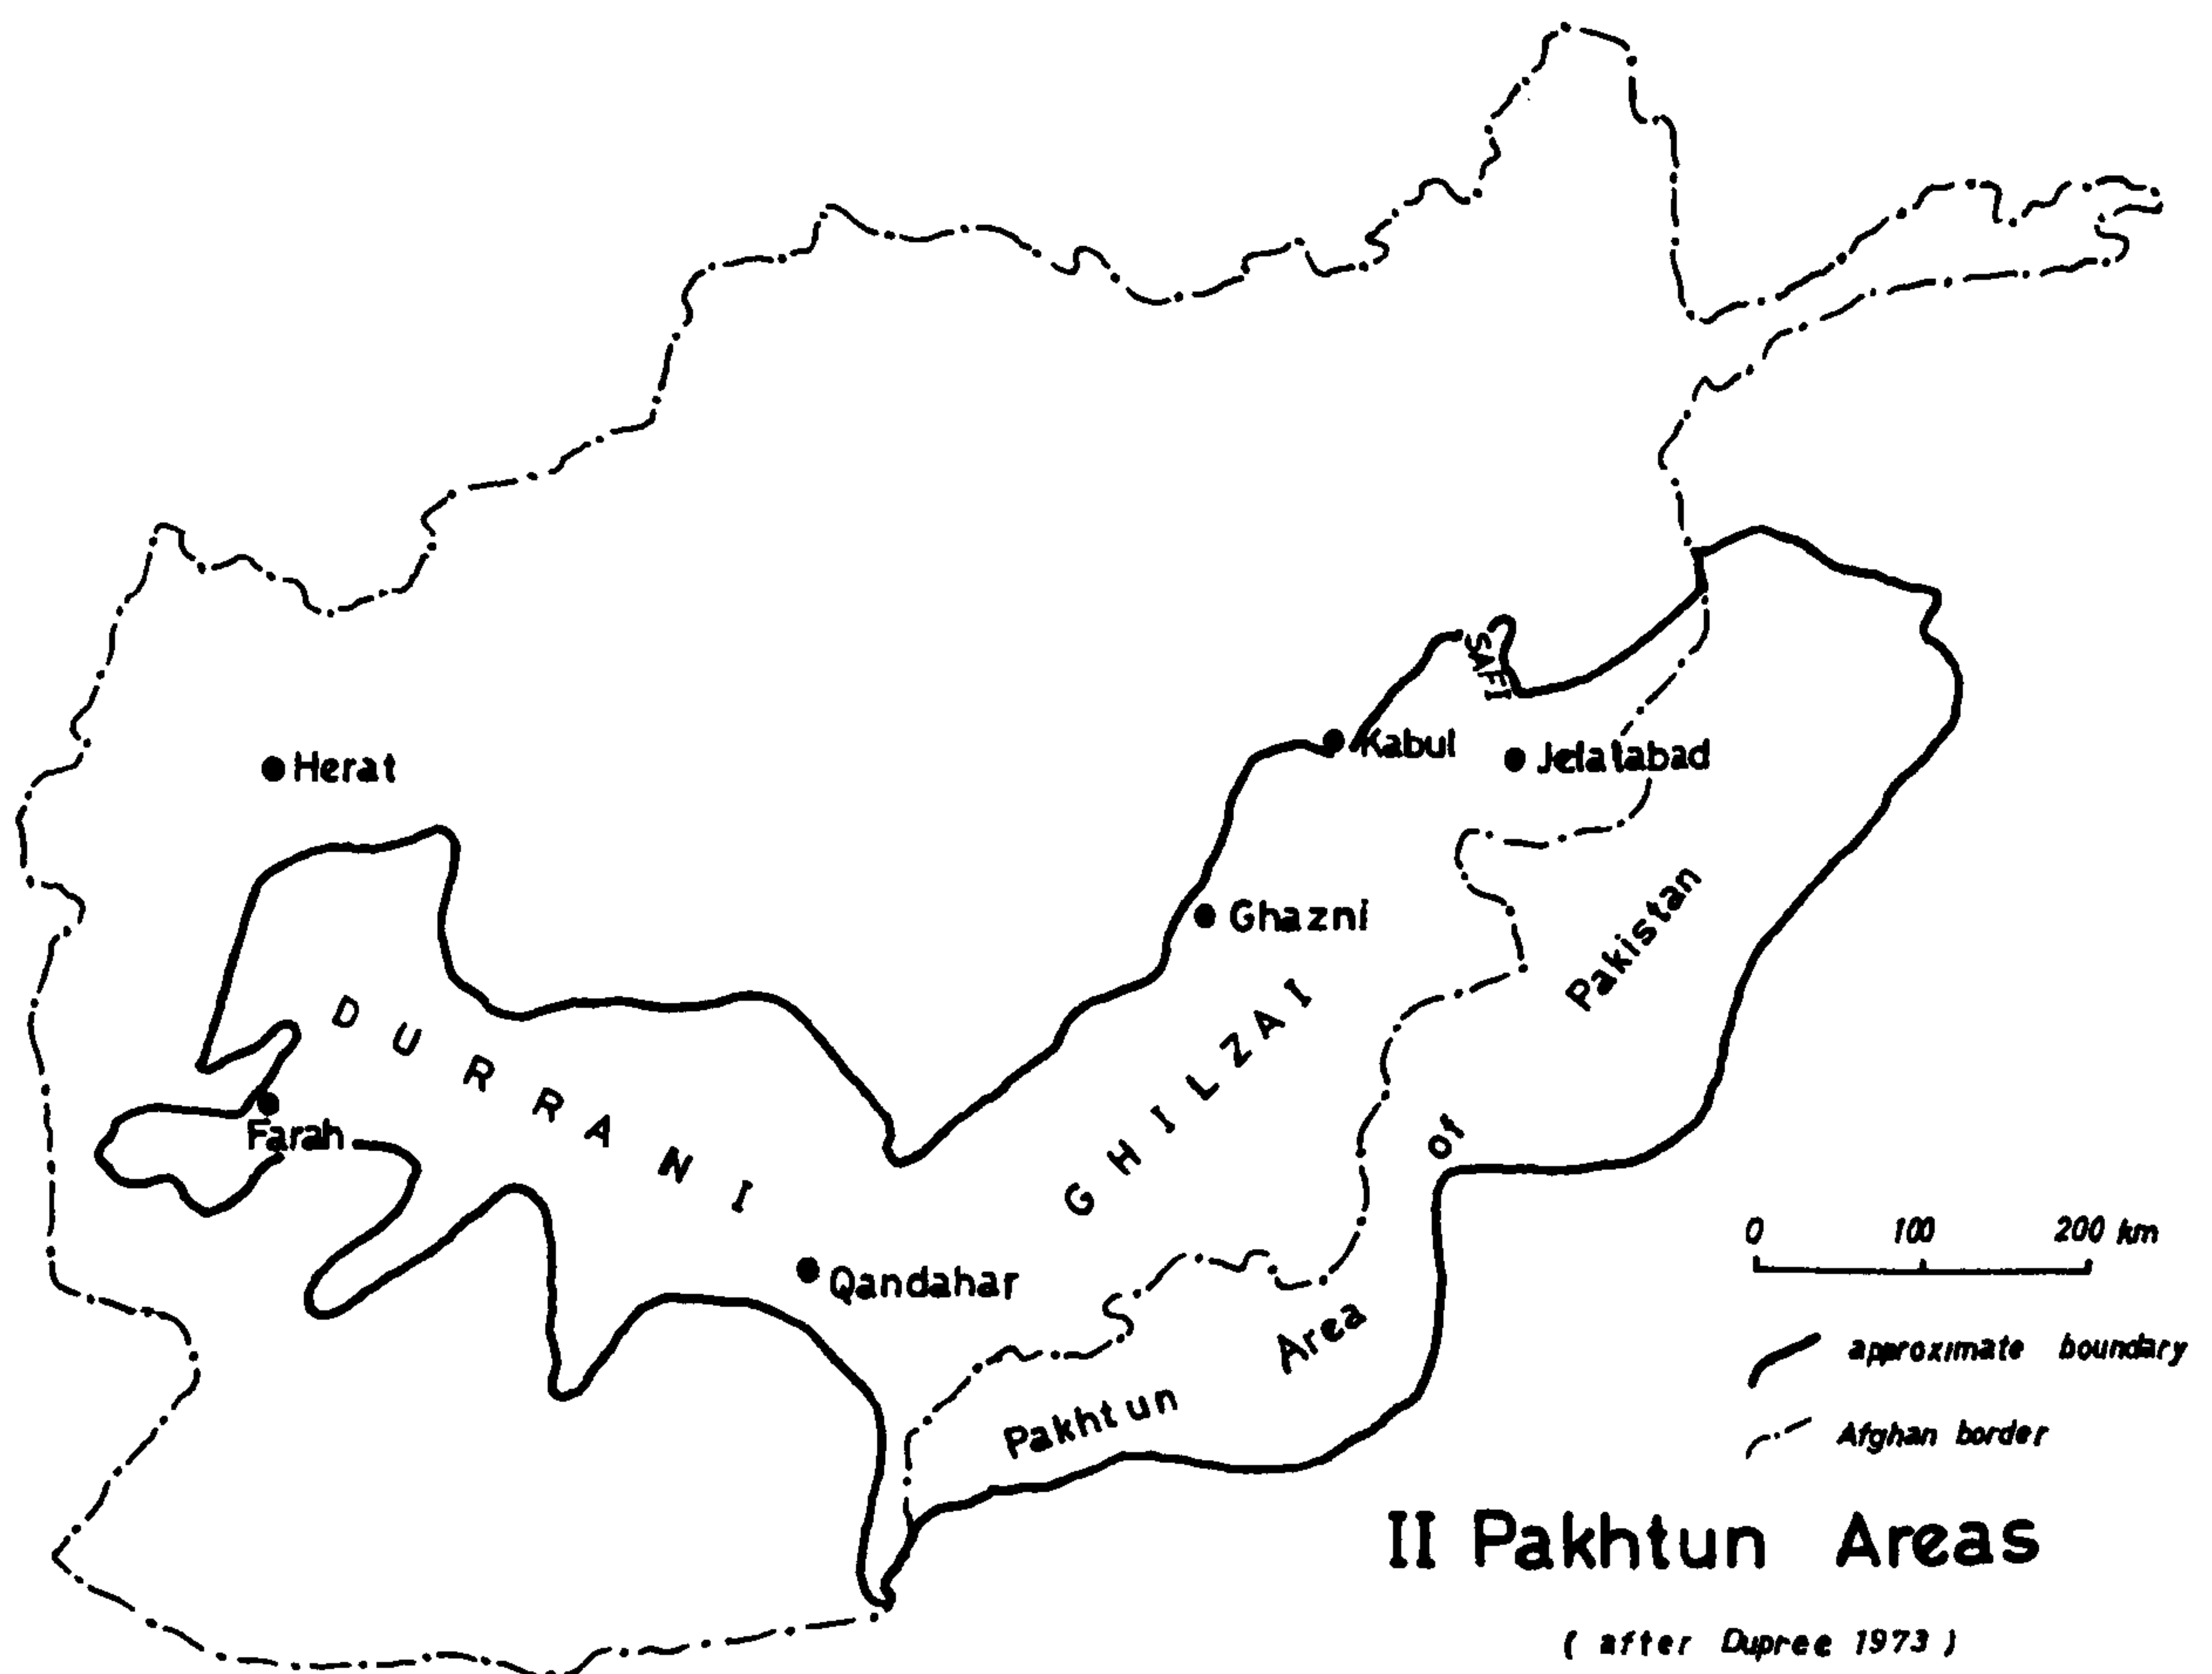 SAFI
Kabul
Jelalabad
Herat
Ghazni
Pakistan
DURRANI
GHILZAI
Farah
of
Qandahar
Area
Pakhtun
0 100 200 km
approximate boundary
Afghan border
II Pakhtun Areas
( after Dupree 1973 )